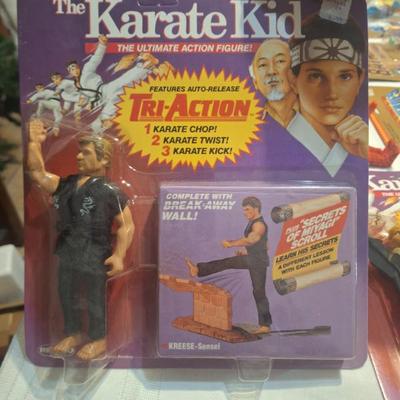 The Karate Kid
THE ULTIMATE ACTION FIGURE!
FEATURES AUTO-RELEASE
TRI-ACTION
1 KARATE CHOP!
2 KARATE TWIST!
3 KARATE KICK!
COMPLETE WITH
BREAK-AWAY
WALL!
PLUS "SECRETS
OF MIYAGI"
SCROLL
LEARN HIS SECRETS
A DIFFERENT LESSON
WITH EACH FIGURE
KREESE-Sensei